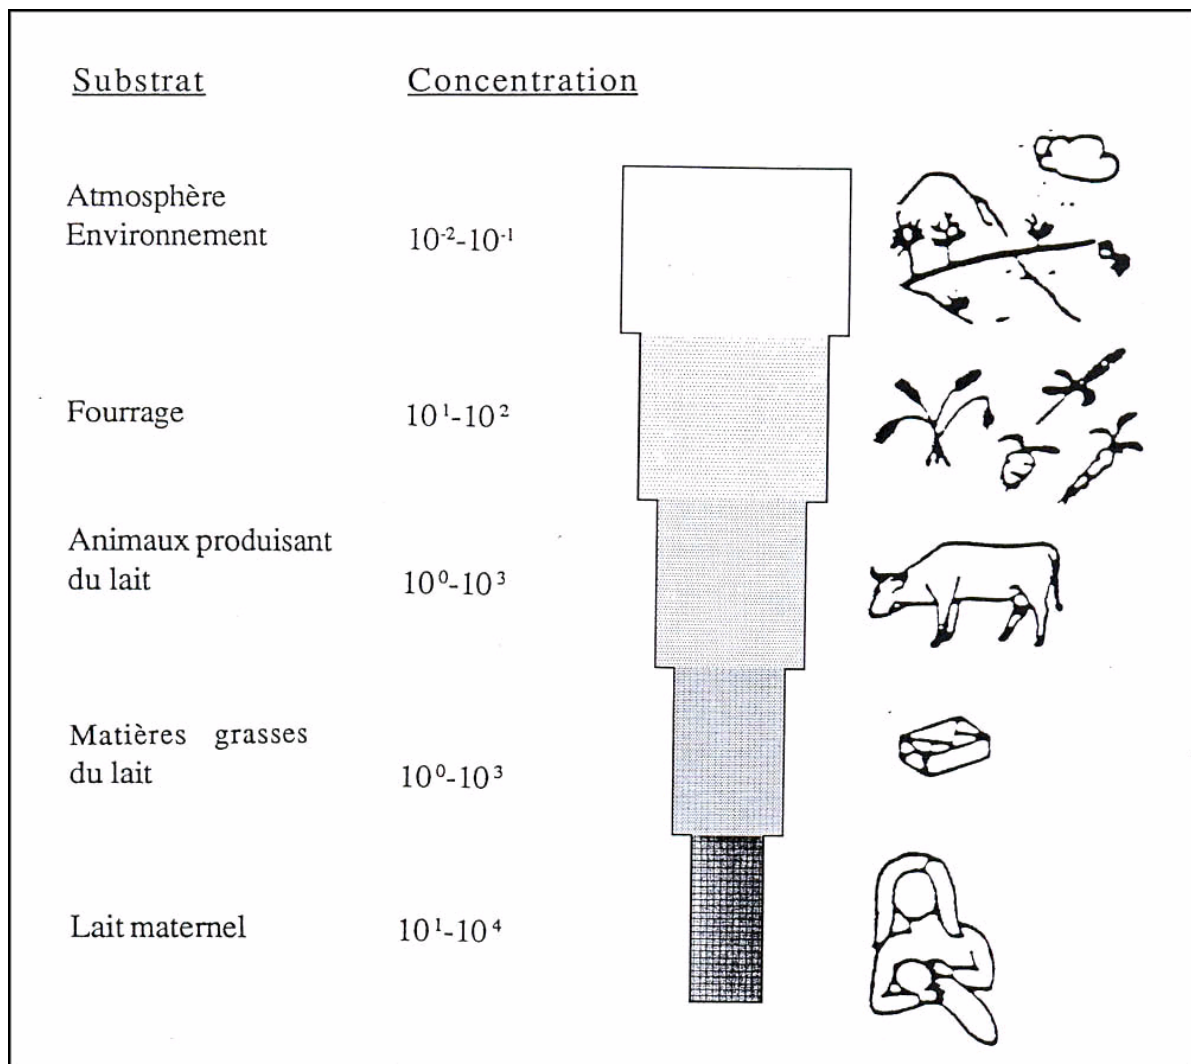 Substrat Concentration
Atmosphère
Environnement 10⁻²-10⁻¹
Fourrage 10¹-10²
Animaux produisant
du lait 10⁰-10³
Matières grasses
du lait 10⁰-10³
Lait maternel 10¹-10⁴